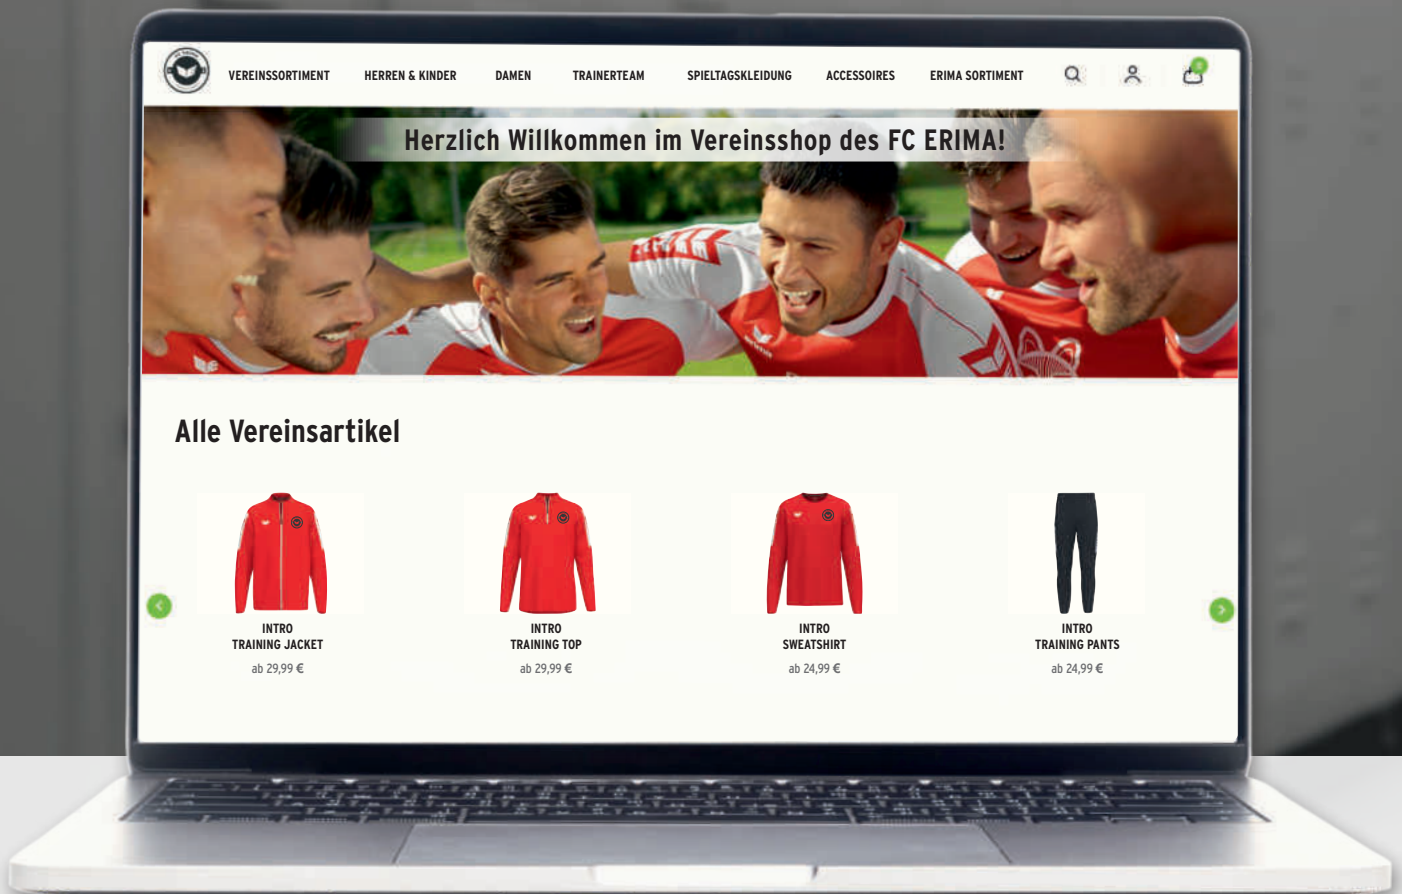 VEREINSSORTIMENT HERREN & KINDER DAMEN TRAINERTEAM SPIELTAGSKLEIDUNG ACCESSOIRES ERIMA SORTIMENT
Herzlich Willkommen im Vereinsshop des FC ERIMA!
erima
Alle Vereinsartikel
INTRO
TRAINING JACKET
ab 29,99 €
INTRO
TRAINING TOP
ab 29,99 €
INTRO
SWEATSHIRT
ab 24,99 €
INTRO
TRAINING PANTS
ab 24,99 €